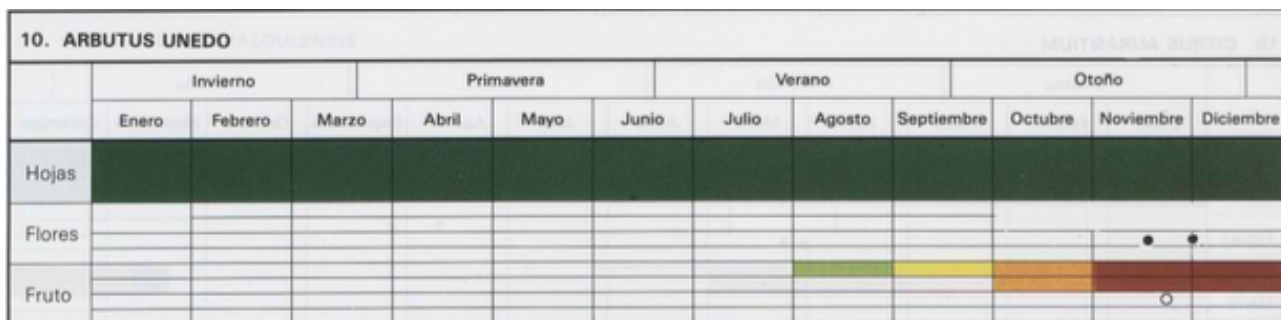 10. ARBUTUS UNEDO
Invierno Primavera Verano Otoño
Enero Febrero Marzo Abril Mayo Junio Julio Agosto Septiembre Octubre Noviembre Diciembre
Hojas
Flores
Fruto